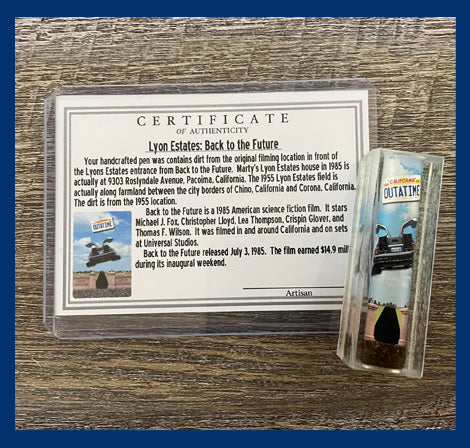 CERTIFICATE
OF AUTHENTICITY
Lyon Estates: Back to the Future
Your handcrafted pen was contains dirt from the original filming location in front of
the Lyons Estates entrance from Back to the Future. Marty's Lyon Estates house in 1985 is
actually at 9303 Roslyndale Avenue, Pacoima, California. The 1955 Lyon Estates field is
actually along farmland between the city borders of Chino, California and Corona, California.
The dirt is from the 1955 location.
Back to the Future is a 1985 American science fiction film. It stars
Michael J. Fox, Christopher Lloyd, Lea Thompson, Crispin Glover, and
Thomas F. Wilson. It was filmed in and around California and on sets
at Universal Studios.
Back to the Future released July 3, 1985. The film earned $14.9 mill
during its inaugural weekend.
Artisan
OUTATIME
CALIFORNIA
OUTATIME